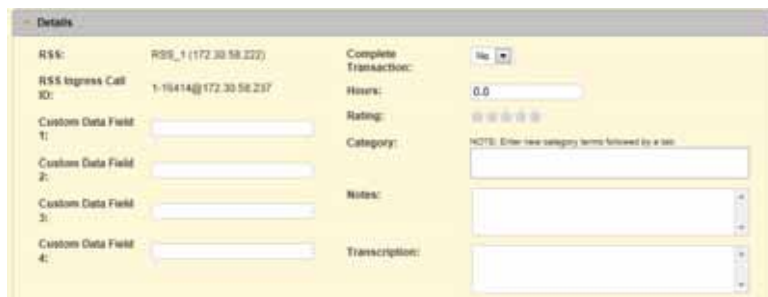 Details
RSS:
RSS_1 (172.30.58.222)
RSS Ingress Call
ID:
1-16414@172.30.58.237
Custom Data Field
1:
Custom Data Field
2:
Custom Data Field
3:
Custom Data Field
4:
Complete
Transaction:
No
Hours:
0.0
Rating:
Category:
NOTE: Enter new category terms followed by a tab
Notes:
Transcription: